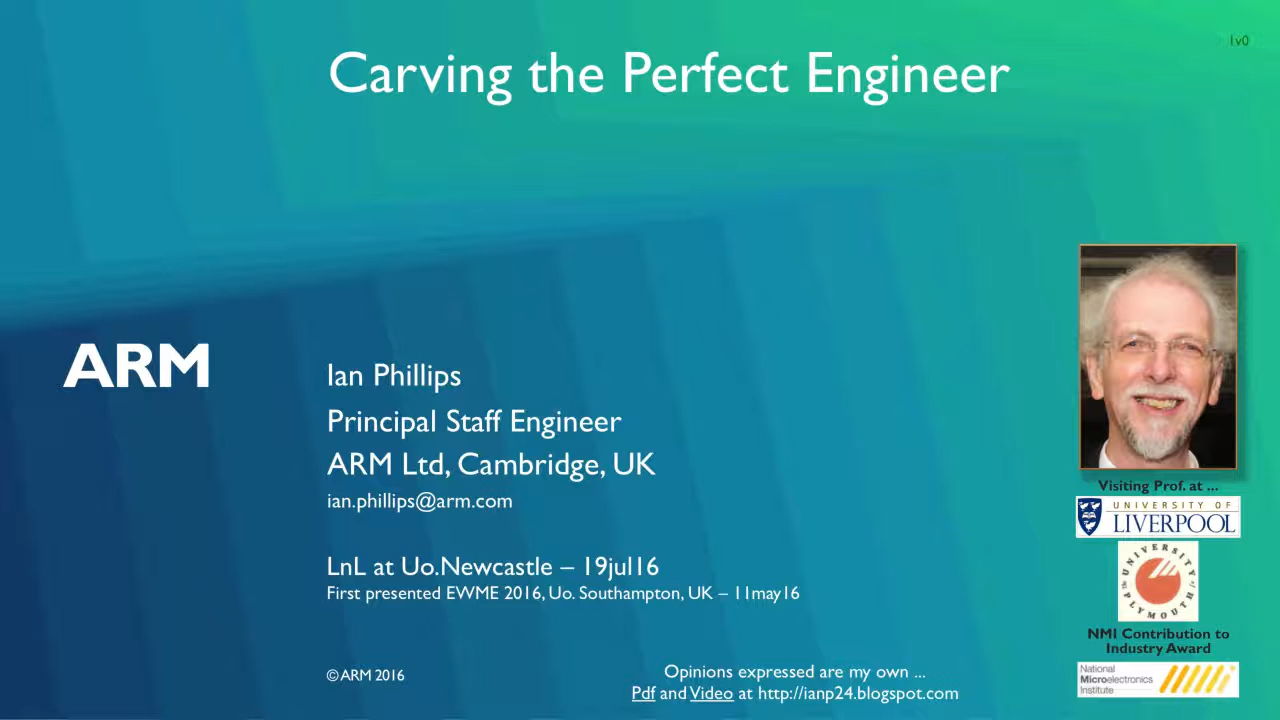 1v0
Carving the Perfect Engineer
ARM
Ian Phillips
Principal Staff Engineer
ARM Ltd, Cambridge, UK
ian.phillips@arm.com
LnL at Uo.Newcastle – 19jul16
First presented EWME 2016, Uo. Southampton, UK – 11may16
© ARM 2016
Opinions expressed are my own ...
Pdf and Video at http://ianp24.blogspot.com
Visiting Prof. at ...
UNIVERSITY OF
LIVERPOOL
the UNIVERSITY of PLYMOUTH
NMI Contribution to
Industry Award
National
Microelectronics
Institute